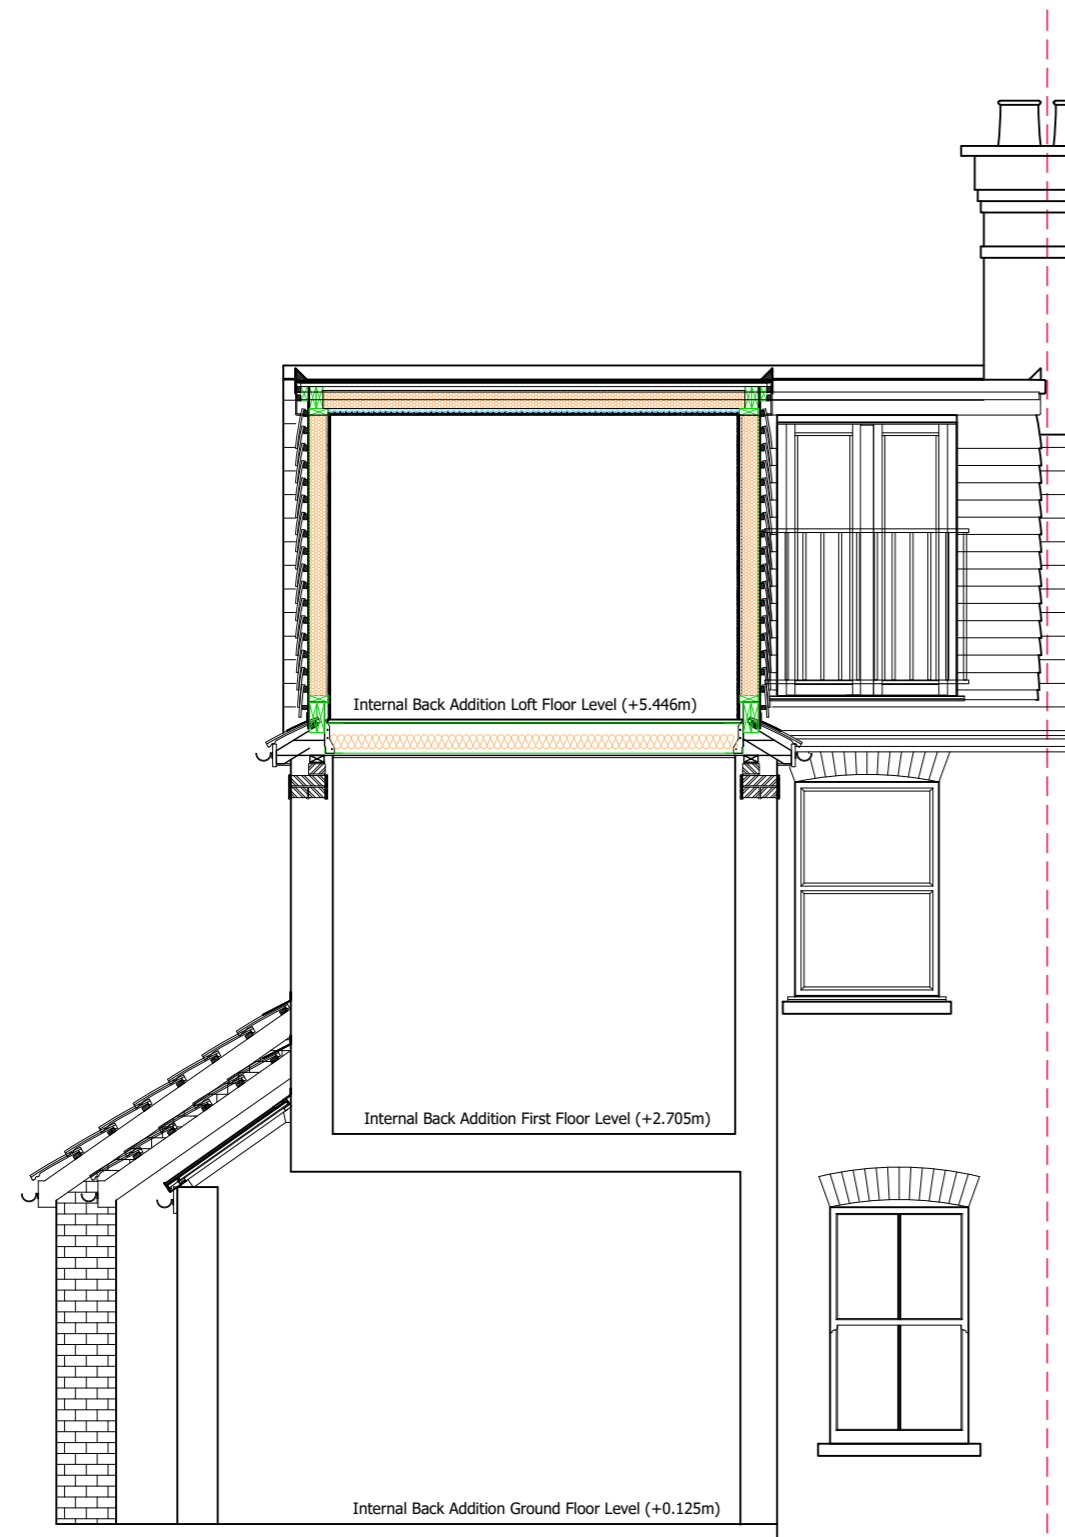 Internal Back Addition Loft Floor Level (+5.446m)
Internal Back Addition First Floor Level (+2.705m)
Internal Back Addition Ground Floor Level (+0.125m)